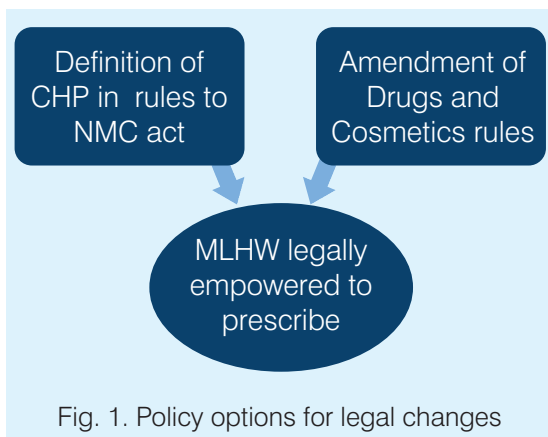 Definition of
CHP in rules to
NMC act
Amendment of
Drugs and
Cosmetics rules
MLHW legally
empowered to
prescribe
Fig. 1. Policy options for legal changes